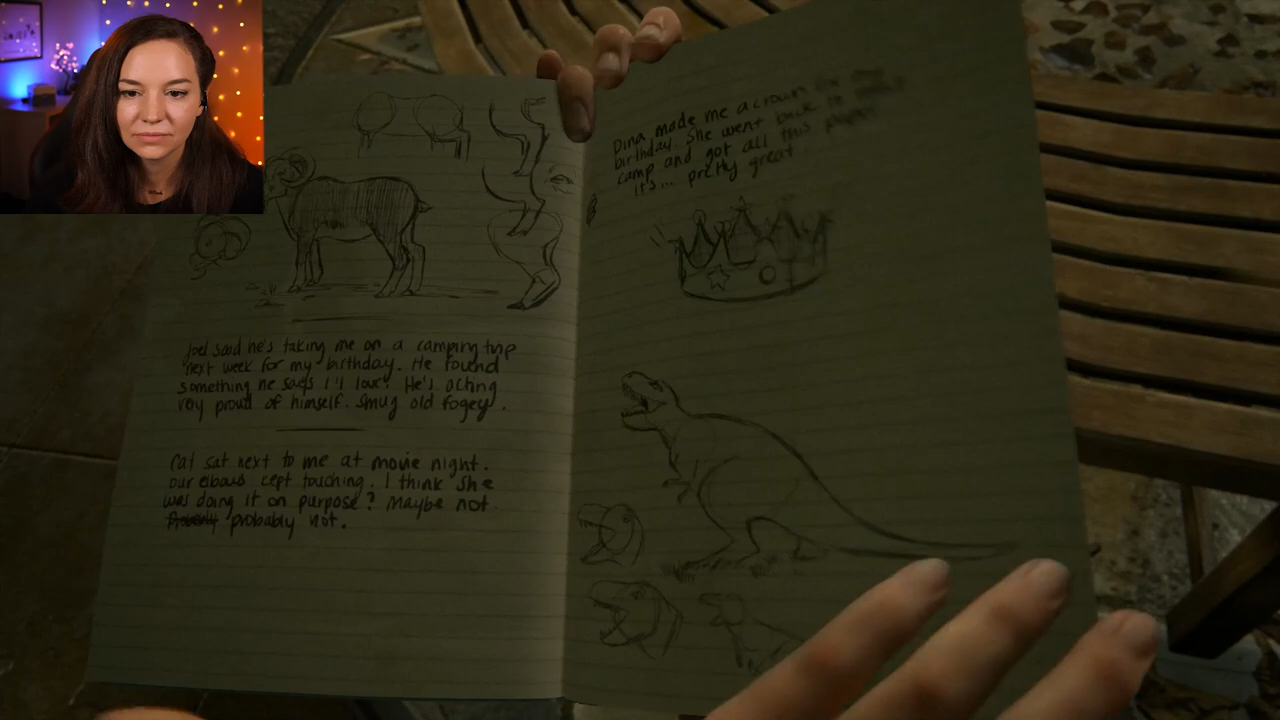 Joel said he's taking me on a camping trip
next week for my birthday. He found
something he says I'll love. He's acting
very proud of himself. Smug old fogey.
Cat sat next to me at movie night.
our elbows kept touching. I think she
was doing it on purpose? Maybe not.
Probably probably not.
Dina made me a crown
birthday. She went back to
camp and got all this
it's... pretty great